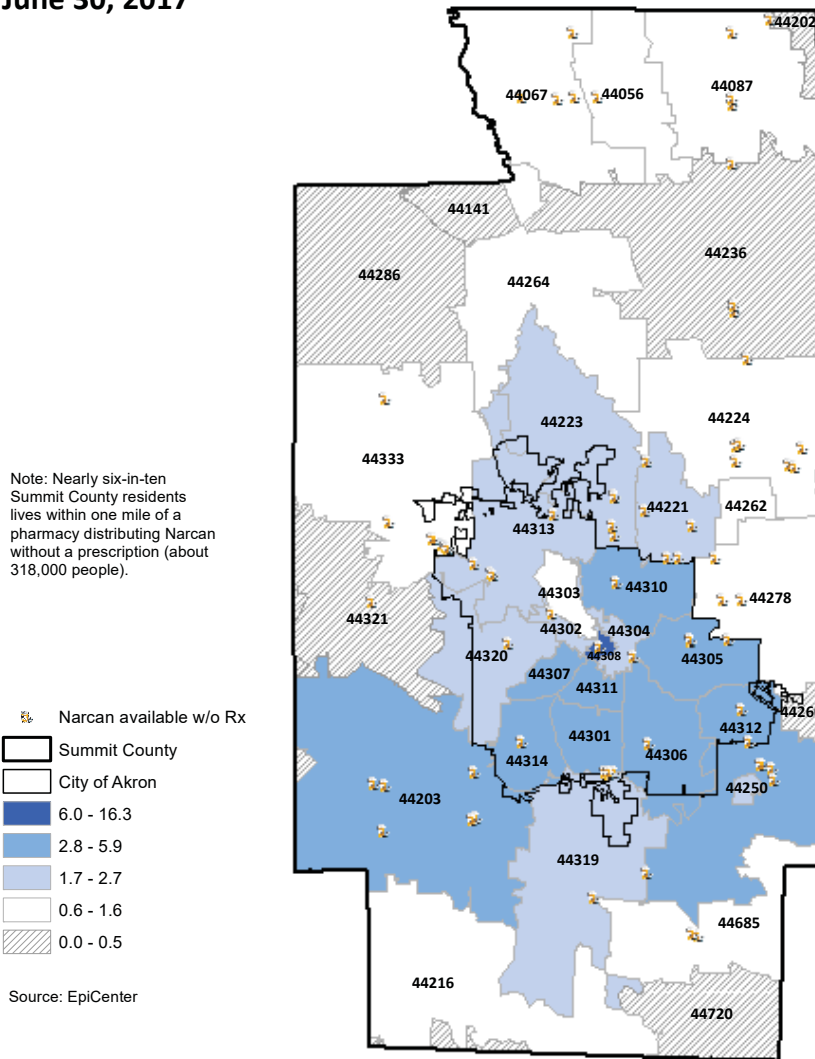 June 30, 2017
44202
44067
44056
44087
44141
44236
44286
44264
44223
44224
44333
44221
44262
44313
Note: Nearly six-in-ten
Summit County residents
lives within one mile of a
pharmacy distributing Narcan
without a prescription (about
318,000 people).
44310
44303
44278
44321
44302
44304
44320
44308
44305
44307
44311
44312
44301
44306
44314
44250
44203
Narcan available w/o Rx
Summit County
City of Akron
6.0 - 16.3
2.8 - 5.9
1.7 - 2.7
0.6 - 1.6
0.0 - 0.5
44319
44685
44216
44720
Source: EpiCenter